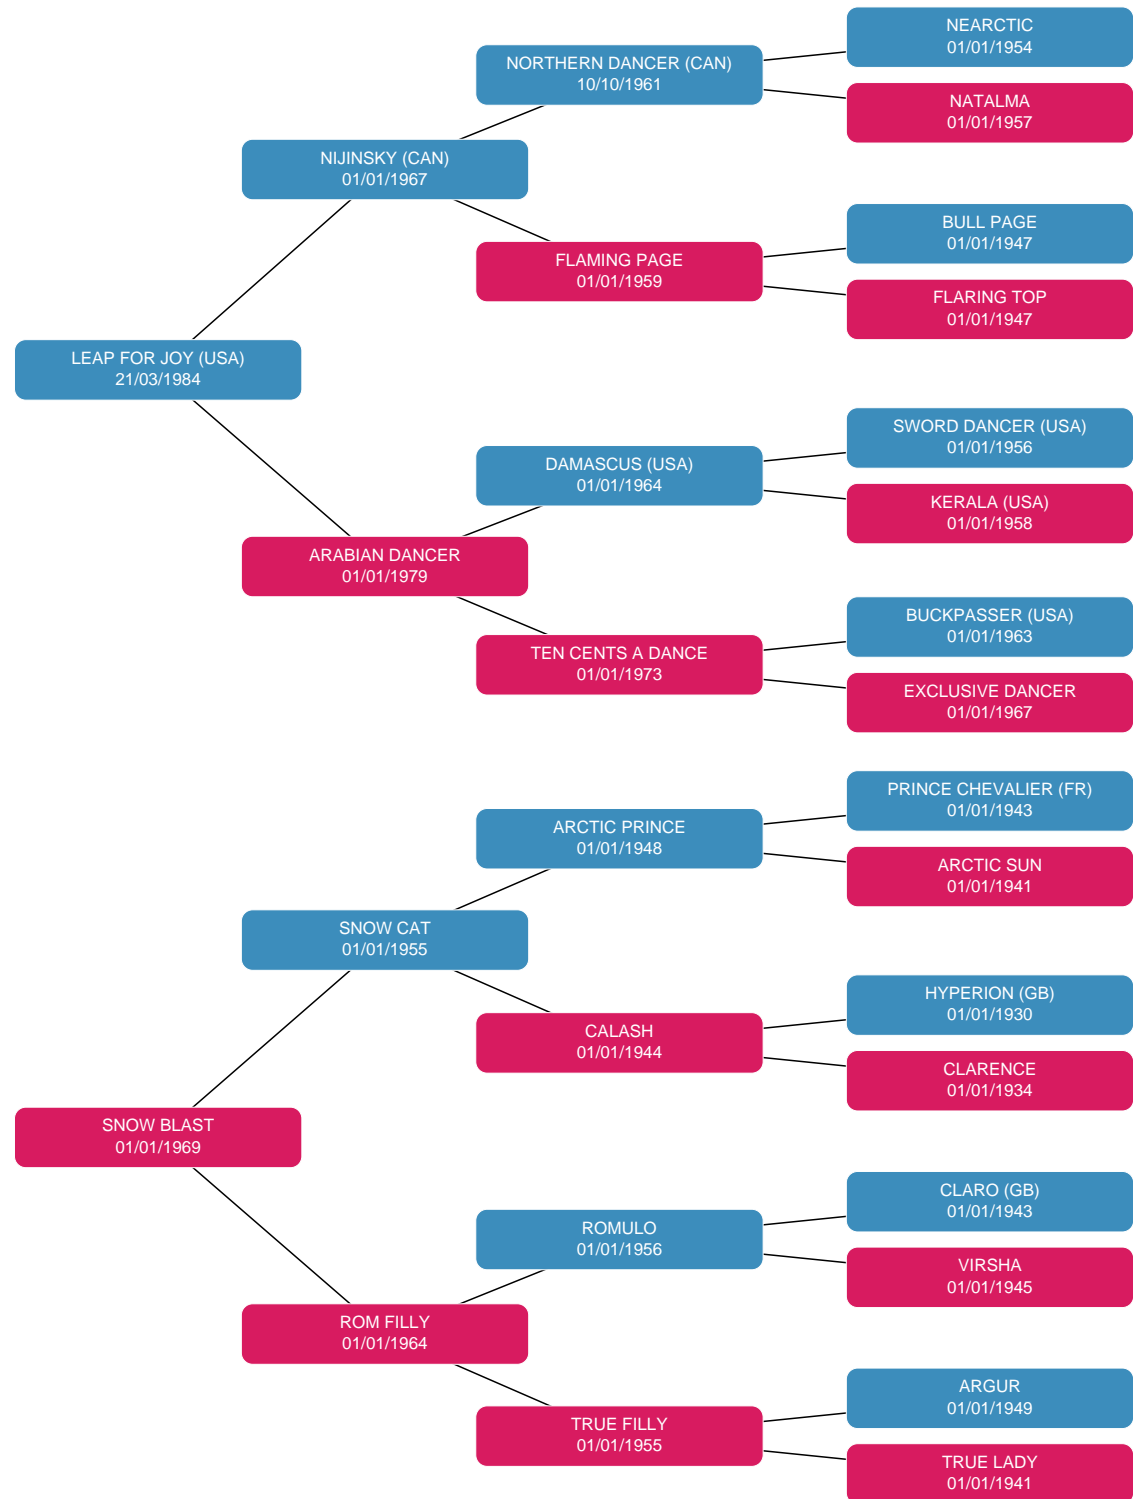 NEARCTIC
01/01/1954
NORTHERN DANCER (CAN)
10/10/1961
NATALMA
01/01/1957
NIJINSKY (CAN)
01/01/1967
BULL PAGE
01/01/1947
FLAMING PAGE
01/01/1959
FLARING TOP
01/01/1947
LEAP FOR JOY (USA)
21/03/1984
SWORD DANCER (USA)
01/01/1956
DAMASCUS (USA)
01/01/1964
KERALA (USA)
01/01/1958
ARABIAN DANCER
01/01/1979
BUCKPASSER (USA)
01/01/1963
TEN CENTS A DANCE
01/01/1973
EXCLUSIVE DANCER
01/01/1967
PRINCE CHEVALIER (FR)
01/01/1943
ARCTIC PRINCE
01/01/1948
ARCTIC SUN
01/01/1941
SNOW CAT
01/01/1955
HYPERION (GB)
01/01/1930
CALASH
01/01/1944
CLARENCE
01/01/1934
SNOW BLAST
01/01/1969
CLARO (GB)
01/01/1943
ROMULO
01/01/1956
VIRSHA
01/01/1945
ROM FILLY
01/01/1964
ARGUR
01/01/1949
TRUE FILLY
01/01/1955
TRUE LADY
01/01/1941